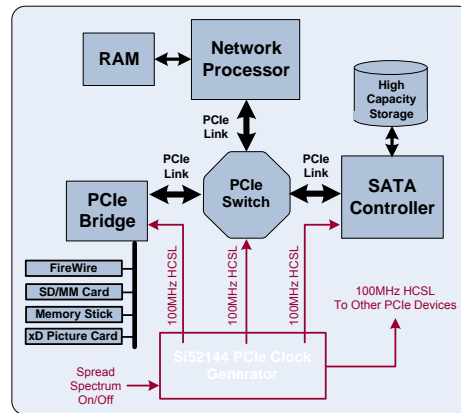 RAM
Network
Processor
High
Capacity
Storage
PCIe
Link
PCIe
Link
PCIe
Link
PCIe
Bridge
PCIe
Switch
SATA
Controller
FireWire
SD/MM Card
Memory Stick
xD Picture Card
100MHz HCSL
100MHz HCSL
100MHz HCSL
100MHz HCSL
To Other PCIe Devices
Si52144 PCIe Clock
Generator
Spread
Spectrum
On/Off